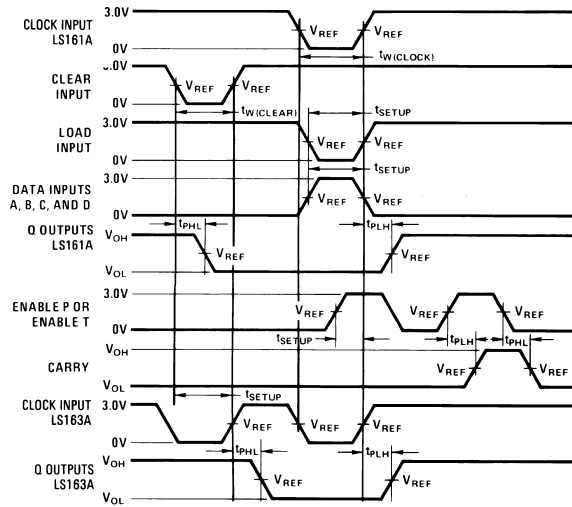 CLOCK INPUT
LS161A
3.0V
0V
VREF
VREF
tW(CLOCK)
CLEAR
INPUT
3.0V
0V
VREF
VREF
tW(CLEAR)
tSETUP
LOAD
INPUT
3.0V
0V
VREF
VREF
tSETUP
DATA INPUTS
A, B, C, AND D
3.0V
0V
VREF
VREF
tPHL
tPLH
Q OUTPUTS
LS161A
VOH
VOL
VREF
VREF
ENABLE P OR
ENABLE T
3.0V
0V
VREF
VREF
VREF
tSETUP
tPLH
tPHL
CARRY
VOH
VOL
VREF
VREF
tSETUP
CLOCK INPUT
LS163A
3.0V
0V
VREF
VREF
VREF
tPHL
tPLH
Q OUTPUTS
LS163A
VOH
VOL
VREF
VREF